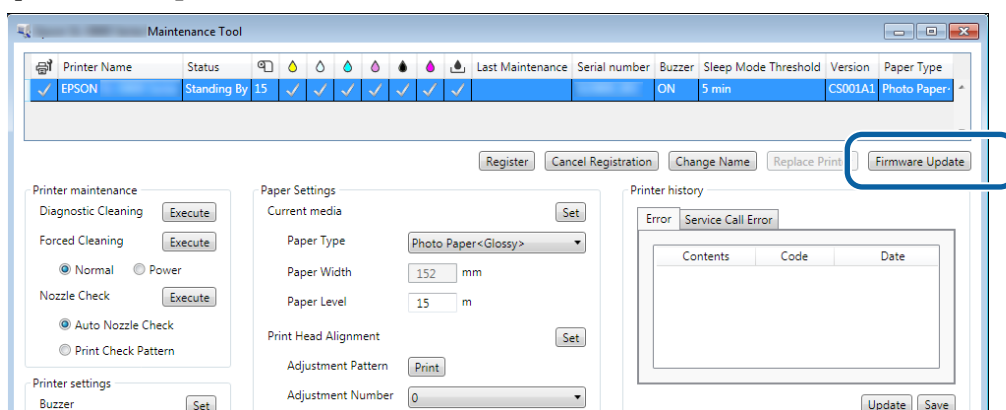 Maintenance Tool
Printer Name Status Last Maintenance Serial number Buzzer Sleep Mode Threshold Version Paper Type
EPSON Standing By 15 ON 5 min CS001A1 Photo Paper-
Register Cancel Registration Change Name Replace Firmware Update
Printer maintenance
Diagnostic Cleaning Execute
Forced Cleaning Execute
Normal Power
Nozzle Check Execute
Auto Nozzle Check
Print Check Pattern
Printer settings
Buzzer Set
Paper Settings
Current media Set
Paper Type Photo Paper<Glossy>
Paper Width 152 mm
Paper Level 15 m
Print Head Alignment Set
Adjustment Pattern Print
Adjustment Number 0
Printer history
Error Service Call Error
Contents Code Date
Update Save